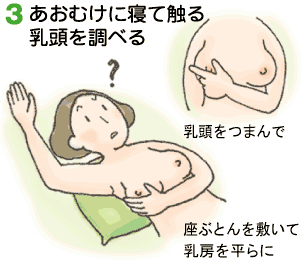 3 あおむけに寝て触る
乳頭を調べる
?
乳頭をつまんで
座ぶとんを敷いて
乳房を平らに